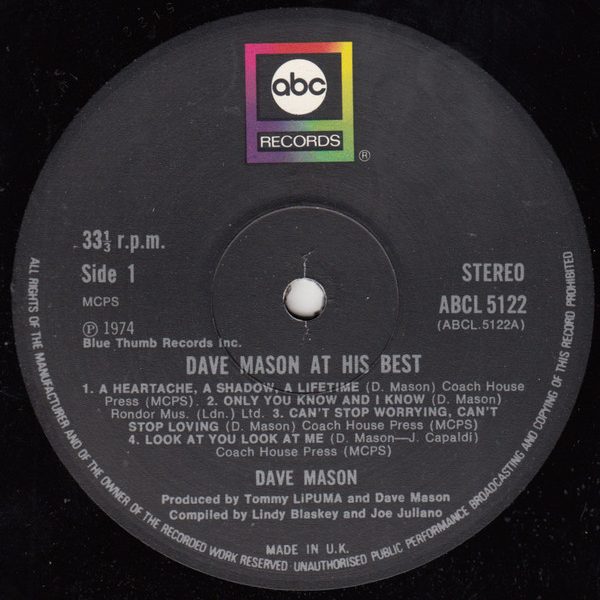 abc
RECORDS
®
33⅓ r.p.m.
Side 1
MCPS
STEREO
ABCL 5122
(ABCL.5122A)
℗ 1974
Blue Thumb Records Inc.
DAVE MASON AT HIS BEST
1. A HEARTACHE, A SHADOW, A LIFETIME (D. Mason) Coach House
Press (MCPS) 2. ONLY YOU KNOW AND I KNOW (D. Mason)
Rondor Mus. (Ldn.) Ltd. 3. CAN'T STOP WORRYING, CAN'T
STOP LOVING (D. Mason) Coach House Press (MCPS)
4. LOOK AT YOU LOOK AT ME (D. Mason—J. Capaldi)
Coach House Press (MCPS)
DAVE MASON
Produced by Tommy LiPUMA and Dave Mason
Compiled by Lindy Blaskey and Joe Juliano
MADE IN U.K.
ALL RIGHTS OF THE MANUFACTURER AND OF THE OWNER OF THE RECORDED WORK RESERVED · UNAUTHORISED PUBLIC PERFORMANCE BROADCASTING AND COPYING OF THIS RECORD PROHIBITED